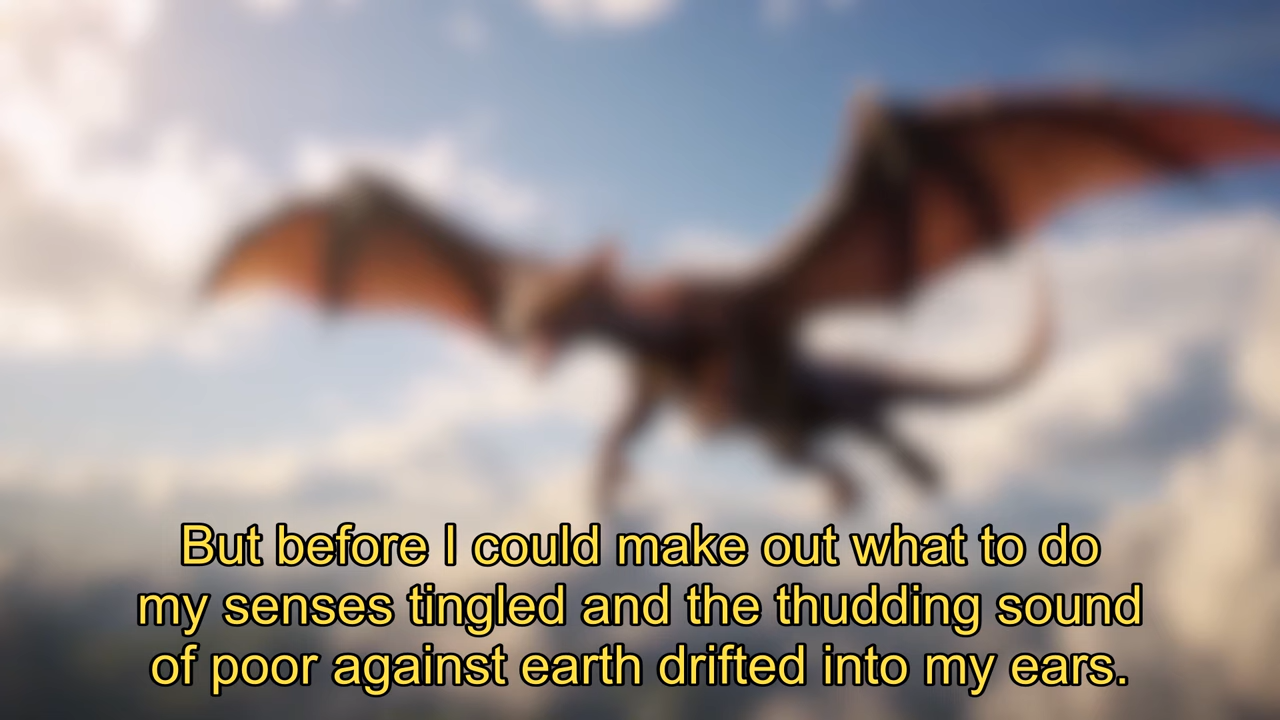 But before I could make out what to do
my senses tingled and the thudding sound
of poor against earth drifted into my ears.